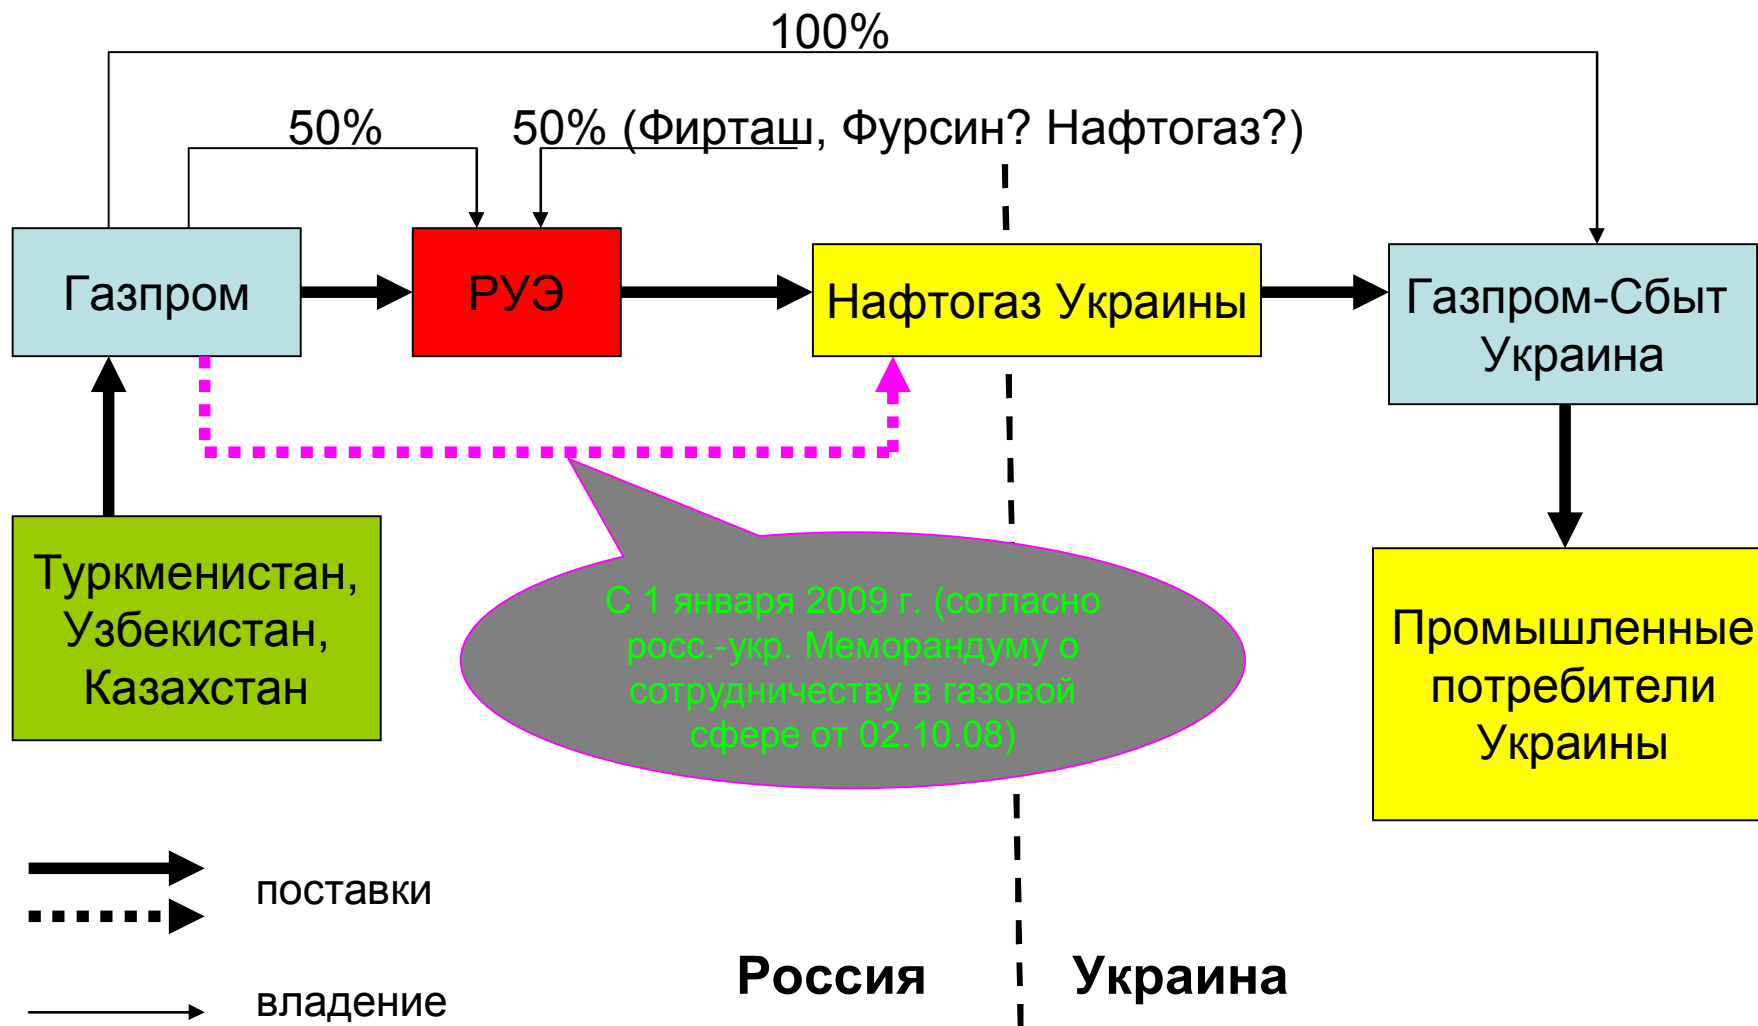 100%
50%
50% (Фирташ, Фурсин? Нафтогаз?)
Газпром
РУЭ
Нафтогаз Украины
Газпром-Сбыт
Украина
Туркменистан,
Узбекистан,
Казахстан
С 1 января 2009 г. (согласно
росс.-укр. Меморандуму о
сотрудничеству в газовой
сфере от 02.10.08)
Промышленные
потребители
Украины
поставки
владение
Россия
Украина